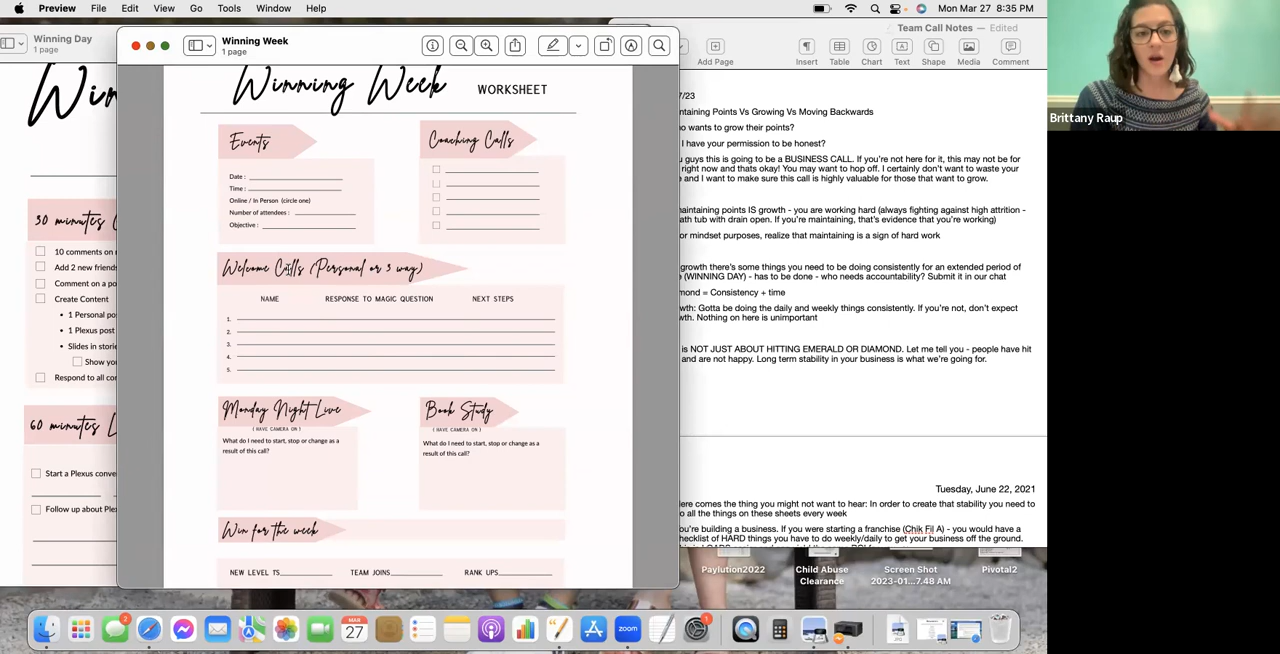 Preview File Edit View Go Tools Window Help
Mon Mar 27 8:35 PM
Winning Day
1 page
Winning Week
1 page
Team Call Notes — Edited
Add Page
Insert Table Chart Text Shape Media Comment
Brittany Raup
30 minutes
10 comments on
Add 2 new friends
Comment on a
Create Content
• 1 Personal
• 1 Plexus post
• Slides in
Show
Respond to all
60 minutes
Start a Plexus
Follow up about
Winning Week WORKSHEET
Events
Date :
Time :
Online / In Person (circle one)
Number of attendees :
Objective :
Coaching Calls
Welcome Calls (Personal or 3 way)
NAME RESPONSE TO MAGIC QUESTION NEXT STEPS
1.
2.
3.
4.
5.
Monday Night Live
( HAVE CAMERA ON )
What do I need to start, stop or change as a
result of this call?
Book Study
( HAVE CAMERA ON )
What do I need to start, stop or change as a
result of this call?
Win for the week
NEW LEVEL TS TEAM JOINS RANK UPS
7/23
Points Vs Growing Vs Moving Backwards
wants to grow their points?
I have your permission to be honest?
guys this is going to be a BUSINESS CALL. If you're not here for it, this may not be for
right now and thats okay! You may want to hop off. I certainly don't want to waste your
and I want to make sure this call is highly valuable for those that want to grow.
maintaining points IS growth - you are working hard (always fighting against high attrition -
tub with drain open. If you're maintaining, that's evidence that you're working)
or mindset purposes, realize that maintaining is a sign of hard work
growth there's some things you need to be doing consistently for an extended period of
(WINNING DAY) - has to be done - who needs accountability? Submit it in our chat
= Consistency + time
Gotta be doing the daily and weekly things consistently. If you're not, don't expect
Nothing on here is unimportant
is NOT JUST ABOUT HITTING EMERALD OR DIAMOND. Let me tell you - people have hit
and are not happy. Long term stability in your business is what we're going for.
Tuesday, June 22, 2021
comes the thing you might not want to hear: In order to create that stability you need to
all the things on these sheets every week
you're building a business. If you were starting a franchise (Chik Fil A) - you would have a
checklist of HARD things you have to do weekly/daily to get your business off the ground.
Paylution2022
Child Abuse
Clearance
Screen Shot
2023-01...7.48 AM
Pivotal2
MAR
27
zoom